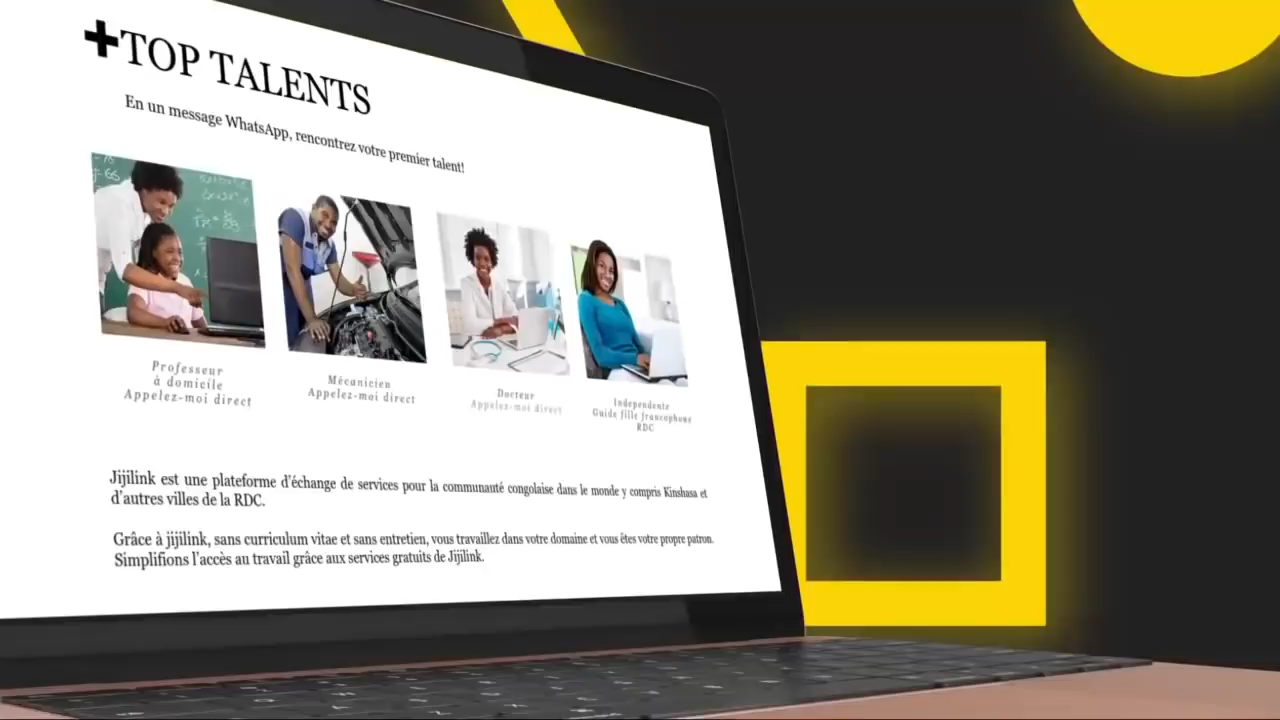 +TOP TALENTS
En un message WhatsApp, rencontrez votre premier talent!
Professeur
à domicile
Appelez-moi direct
Mécanicien
Appelez-moi direct
Docteur
Appelez-moi direct
Independente
Guide fille francophone
RDC
Jijilink est une plateforme d'échange de services pour la communauté congolaise dans le monde y compris Kinshasa et
d'autres villes de la RDC.
Grâce à jijilink, sans curriculum vitae et sans entretien, vous travaillez dans votre domaine et vous êtes votre propre patron.
Simplifions l'accès au travail grâce aux services gratuits de Jijilink.